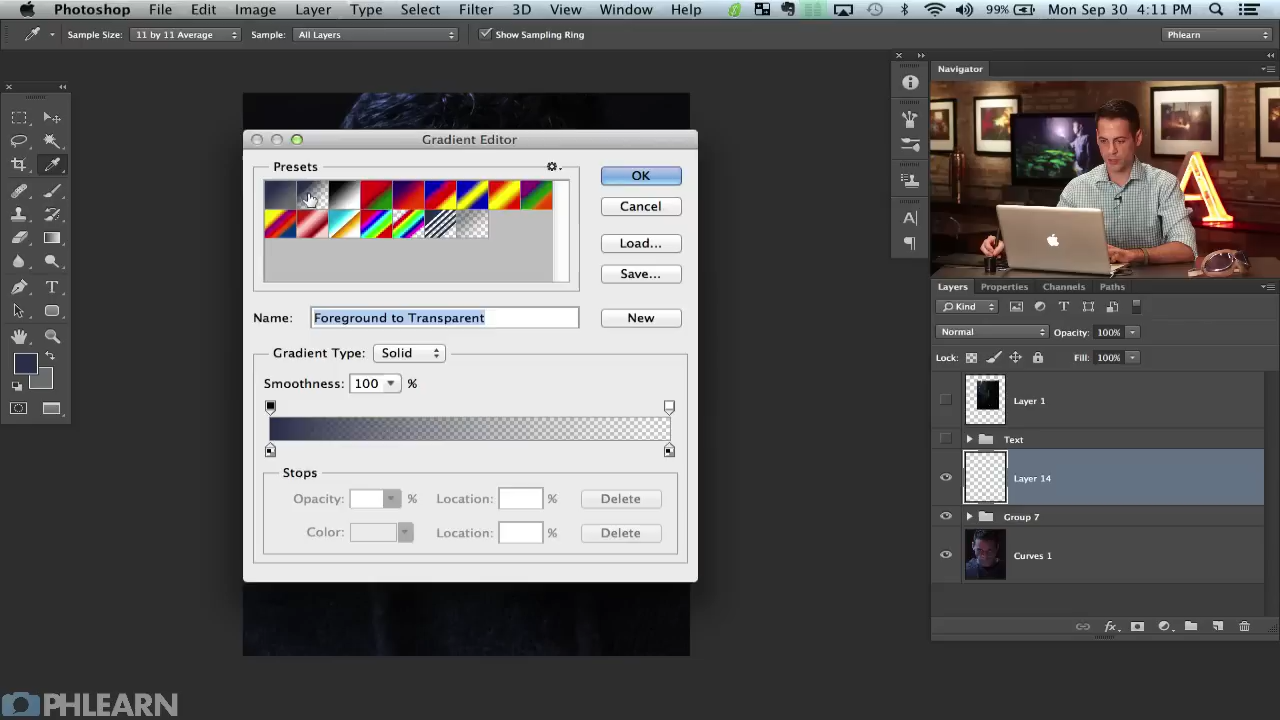 Photoshop File Edit Image Layer Type Select Filter 3D View Window Help 99% Mon Sep 30 4:11 PM
Sample Size: 11 by 11 Average Sample: All Layers Show Sampling Ring Phlearn
Navigator
Gradient Editor
Presets
OK
Cancel
Load...
Save...
Name: Foreground to Transparent New
Gradient Type: Solid
Smoothness: 100 %
Stops
Opacity: % Location: % Delete
Color: Location: % Delete
A
Layers Properties Channels Paths
Kind
Normal Opacity: 100%
Lock: Fill: 100%
Layer 1
Text
Layer 14
Group 7
Curves 1
fx
PHLEARN